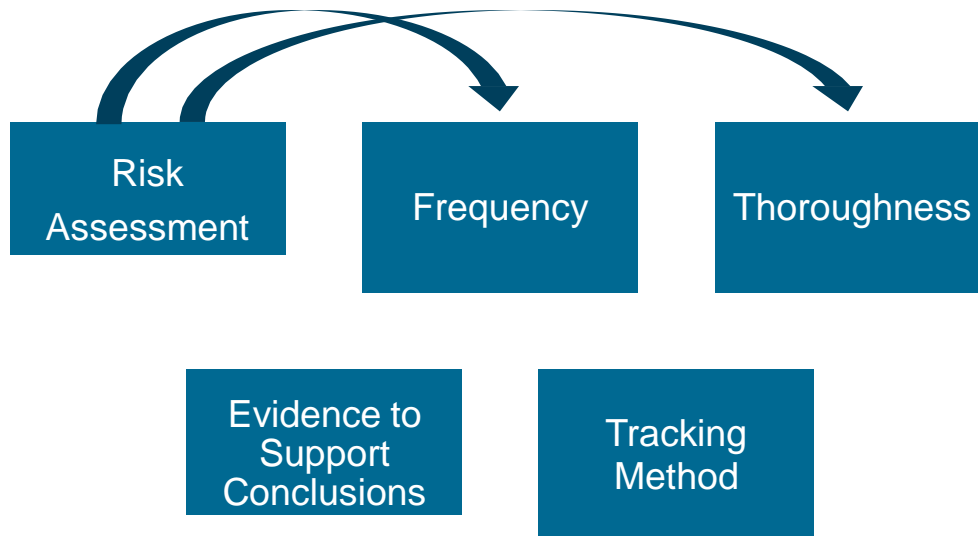 Risk
Assessment
Frequency
Thoroughness
Evidence to
Support
Conclusions
Tracking
Method